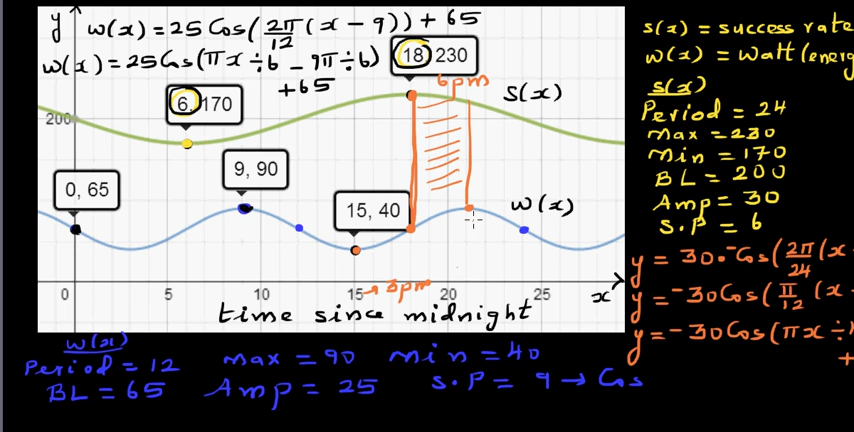 y w(x) = 25 Cos(2π/12 (x - 9)) + 65
w(x) = 25 Cos(πx ÷ 6 - 9π ÷ 6)
+ 65
18, 230
6pm
S(x)
6, 170
200
9, 90
0, 65
15, 40
w(x)
0 5 10 15 → 3pm 20 25 x
time since midnight
s(x) = success rate
w(x) = Watt (energ
s(x)
Period = 24
Max = 230
Min = 170
BL = 200
Amp = 30
S.P = 6
y = 30.-Cos(2π/24 (x
y = -30Cos(π/12 (x -
y = -30Cos(πx ÷
+
w(x)
Period = 12 max = 90 Min = 40
BL = 65 Amp = 25 S.P = 9 → Cos